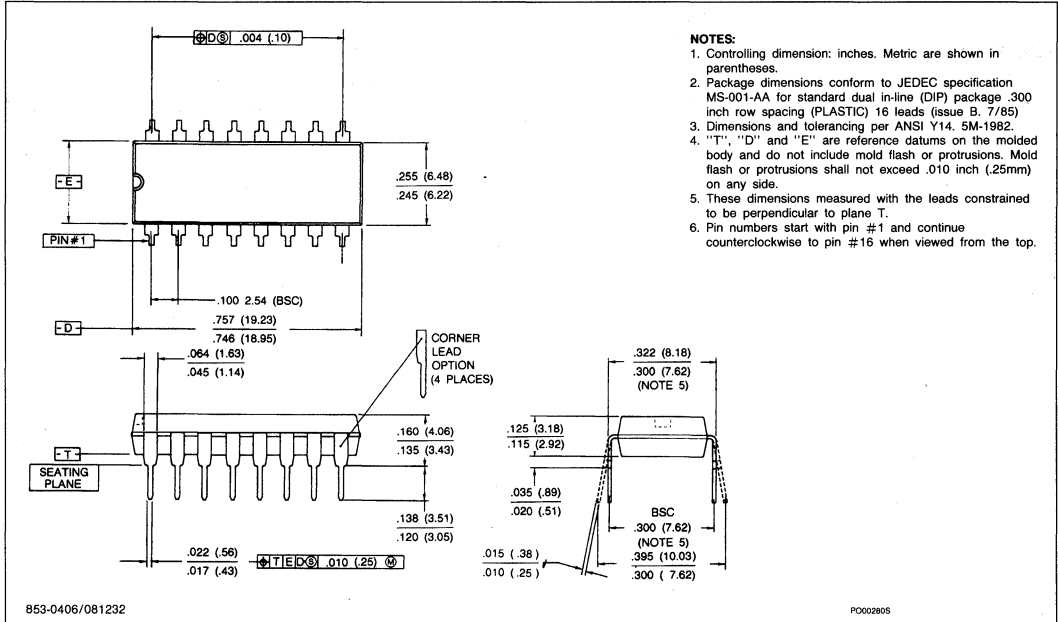 ⌖ D Ⓢ .004 (.10)
NOTES:
1. Controlling dimension: inches. Metric are shown in
parentheses.
2. Package dimensions conform to JEDEC specification
MS-001-AA for standard dual in-line (DIP) package .300
inch row spacing (PLASTIC) 16 leads (issue B. 7/85)
3. Dimensions and tolerancing per ANSI Y14. 5M-1982.
4. "T", "D" and "E" are reference datums on the molded
body and do not include mold flash or protrusions. Mold
flash or protrusions shall not exceed .010 inch (.25mm)
on any side.
5. These dimensions measured with the leads constrained
to be perpendicular to plane T.
6. Pin numbers start with pin #1 and continue
counterclockwise to pin #16 when viewed from the top.
-E-
.255 (6.48)
.245 (6.22)
PIN#1
.100 2.54 (BSC)
-D-
.757 (19.23)
.746 (18.95)
.064 (1.63)
.045 (1.14)
CORNER
LEAD
OPTION
(4 PLACES)
.322 (8.18)
.300 (7.62)
(NOTE 5)
.160 (4.06)
.135 (3.43)
.125 (3.18)
.115 (2.92)
-T-
SEATING
PLANE
.035 (.89)
.020 (.51)
.138 (3.51)
.120 (3.05)
BSC
.300 (7.62)
(NOTE 5)
.395 (10.03)
.300 ( 7.62)
.015 ( .38)
.010 ( .25 )
.022 (.56)
.017 (.43)
⌖ T E D Ⓢ .010 (.25) Ⓜ
853-0406/081232
PO00280S